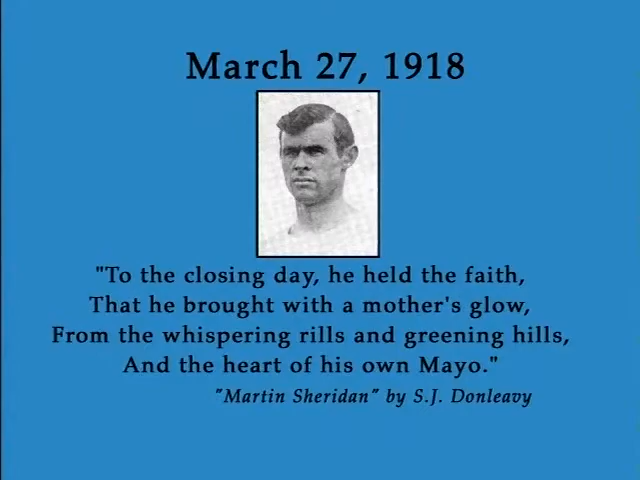 March 27, 1918
"To the closing day, he held the faith,
That he brought with a mother's glow,
From the whispering rills and greening hills,
And the heart of his own Mayo."
"Martin Sheridan" by S.J. Donleavy